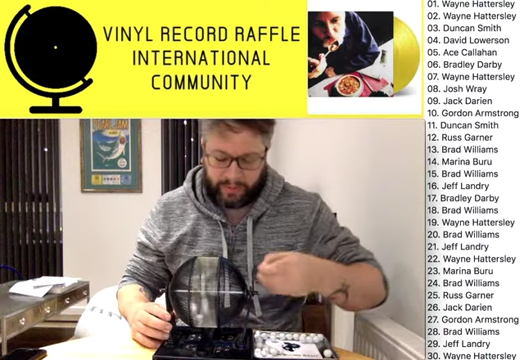 VINYL RECORD RAFFLE
INTERNATIONAL
COMMUNITY
01. Wayne Hattersley
02. Wayne Hattersley
03. Duncan Smith
04. David Lowerson
05. Ace Callahan
06. Bradley Darby
07. Wayne Hattersley
08. Josh Wray
09. Jack Darien
10. Gordon Armstrong
11. Duncan Smith
12. Russ Garner
13. Brad Williams
14. Marina Buru
15. Brad Williams
16. Jeff Landry
17. Bradley Darby
18. Brad Williams
19. Wayne Hattersley
20. Brad Williams
21. Jeff Landry
22. Wayne Hattersley
23. Marina Buru
24. Brad Williams
25. Russ Garner
26. Jack Darien
27. Gordon Armstrong
28. Brad Williams
29. Jeff Landry
30. Wayne Hattersley